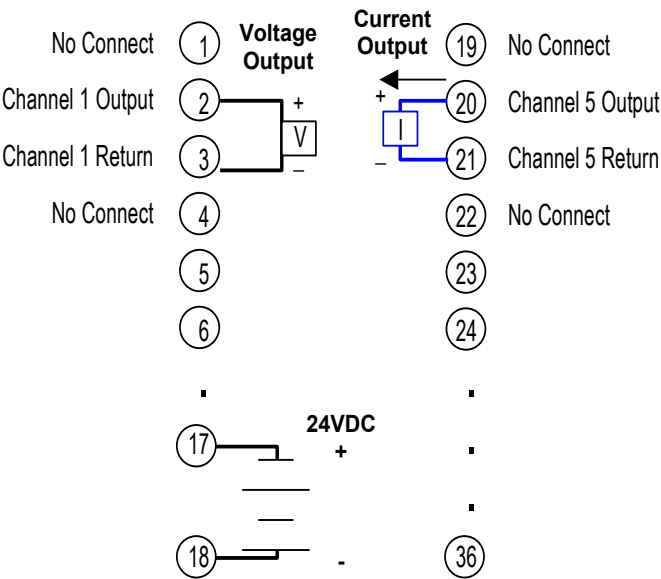 Voltage
Output
Current
Output
No Connect 1 19 No Connect
Channel 1 Output 2 + + 20 Channel 5 Output
V I
Channel 1 Return 3 – – 21 Channel 5 Return
No Connect 4 22 No Connect
5 23
6 24
. .
24VDC
17 + .
.
18 - 36